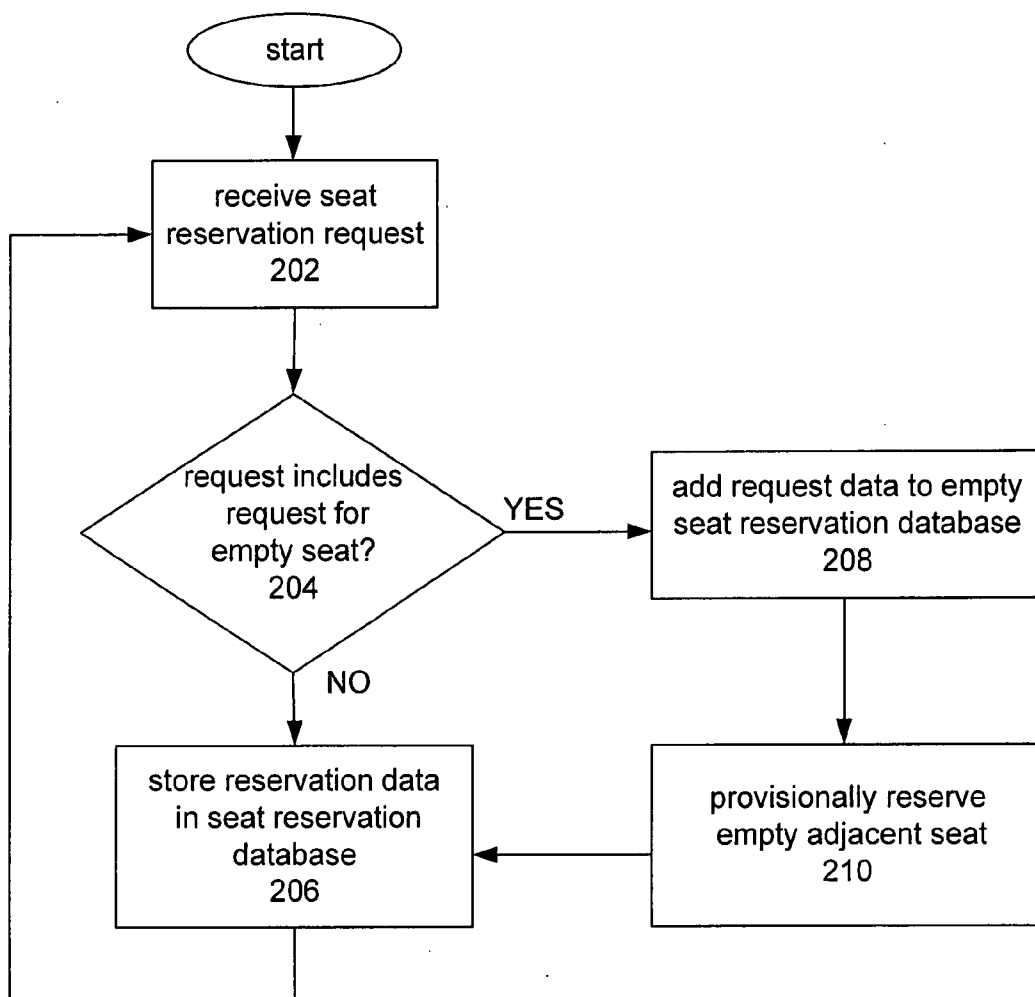 start
receive seat
reservation request
202
request includes
request for
empty seat?
204
YES
NO
add request data to empty
seat reservation database
208
store reservation data
in seat reservation
database
206
provisionally reserve
empty adjacent seat
210